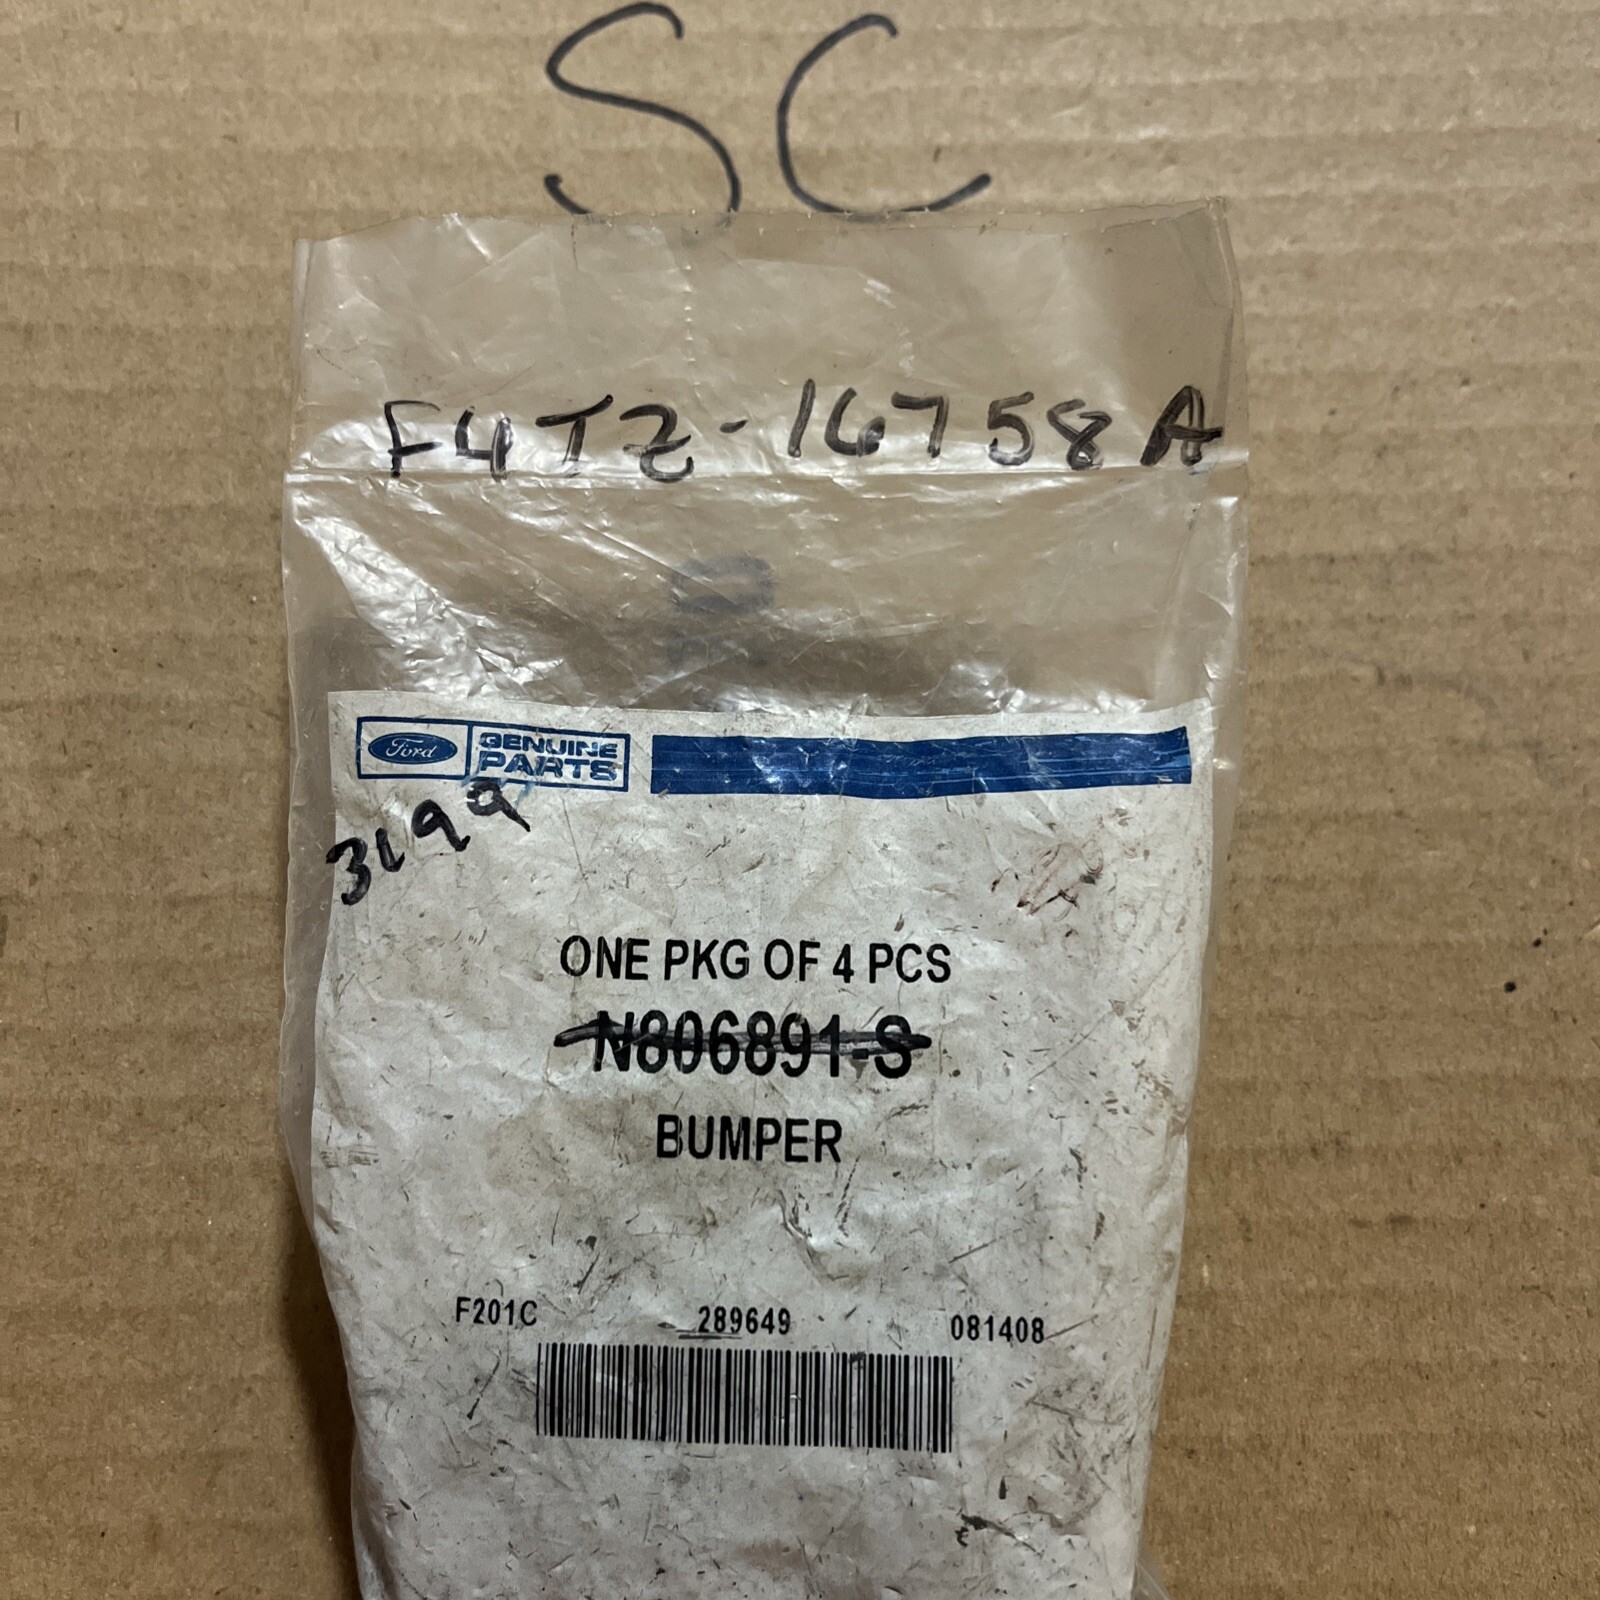 SC
F4TZ-16758A
Ford GENUINE
PARTS
3199
ONE PKG OF 4 PCS
N806891-S
BUMPER
F201C 289649 081408